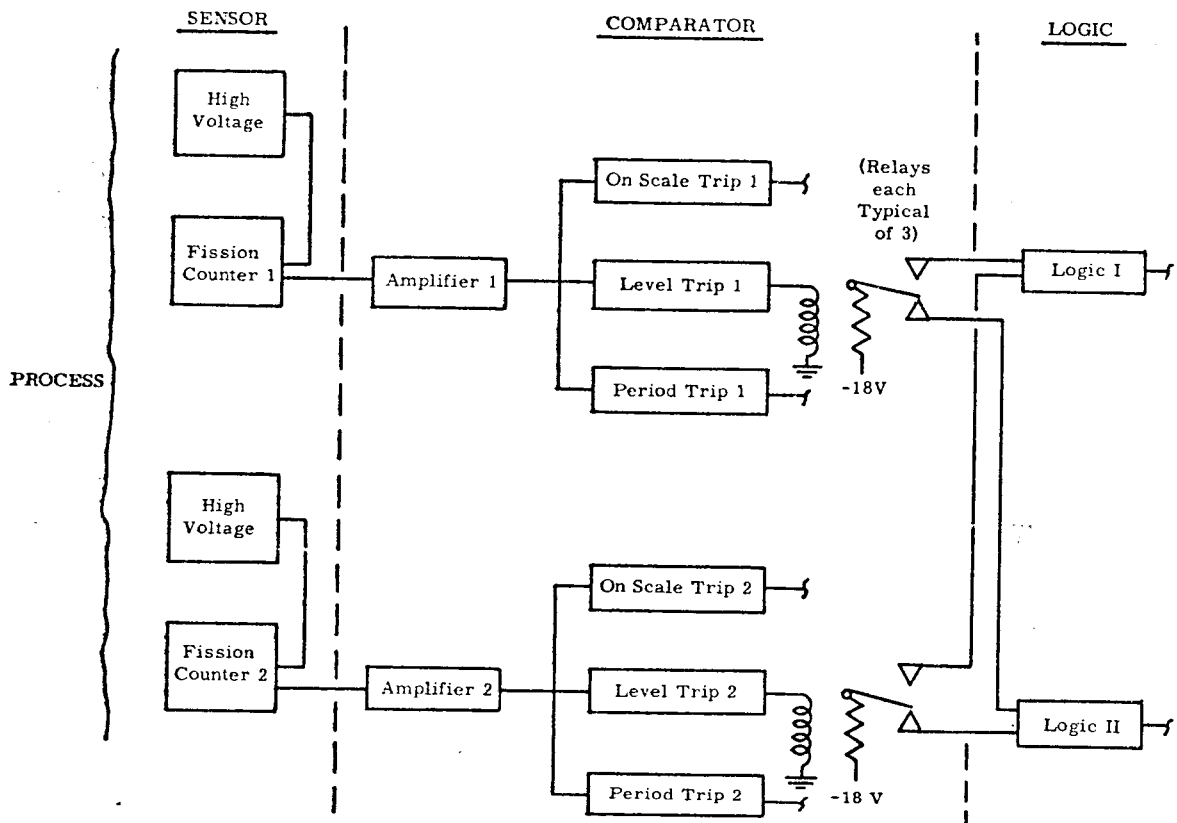 SENSOR
COMPARATOR
LOGIC
High
Voltage
On Scale Trip 1
(Relays
each
Typical
of 3)
Fission
Counter 1
Amplifier 1
Level Trip 1
Logic I
PROCESS
Period Trip 1
-18V
High
Voltage
On Scale Trip 2
Fission
Counter 2
Amplifier 2
Level Trip 2
Logic II
Period Trip 2
-18 V